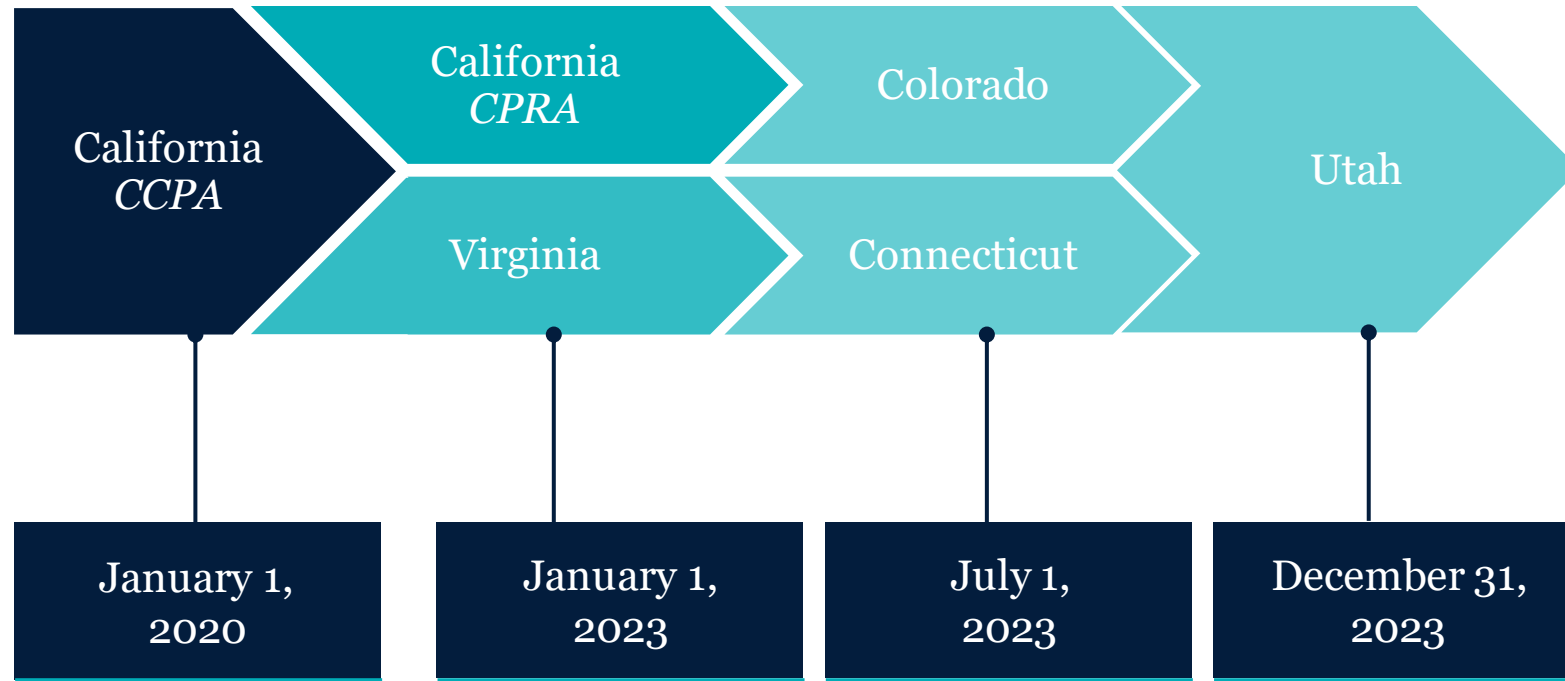 California
CCPA
California
CPRA
Virginia
Colorado
Connecticut
Utah
January 1,
2020
January 1,
2023
July 1,
2023
December 31,
2023